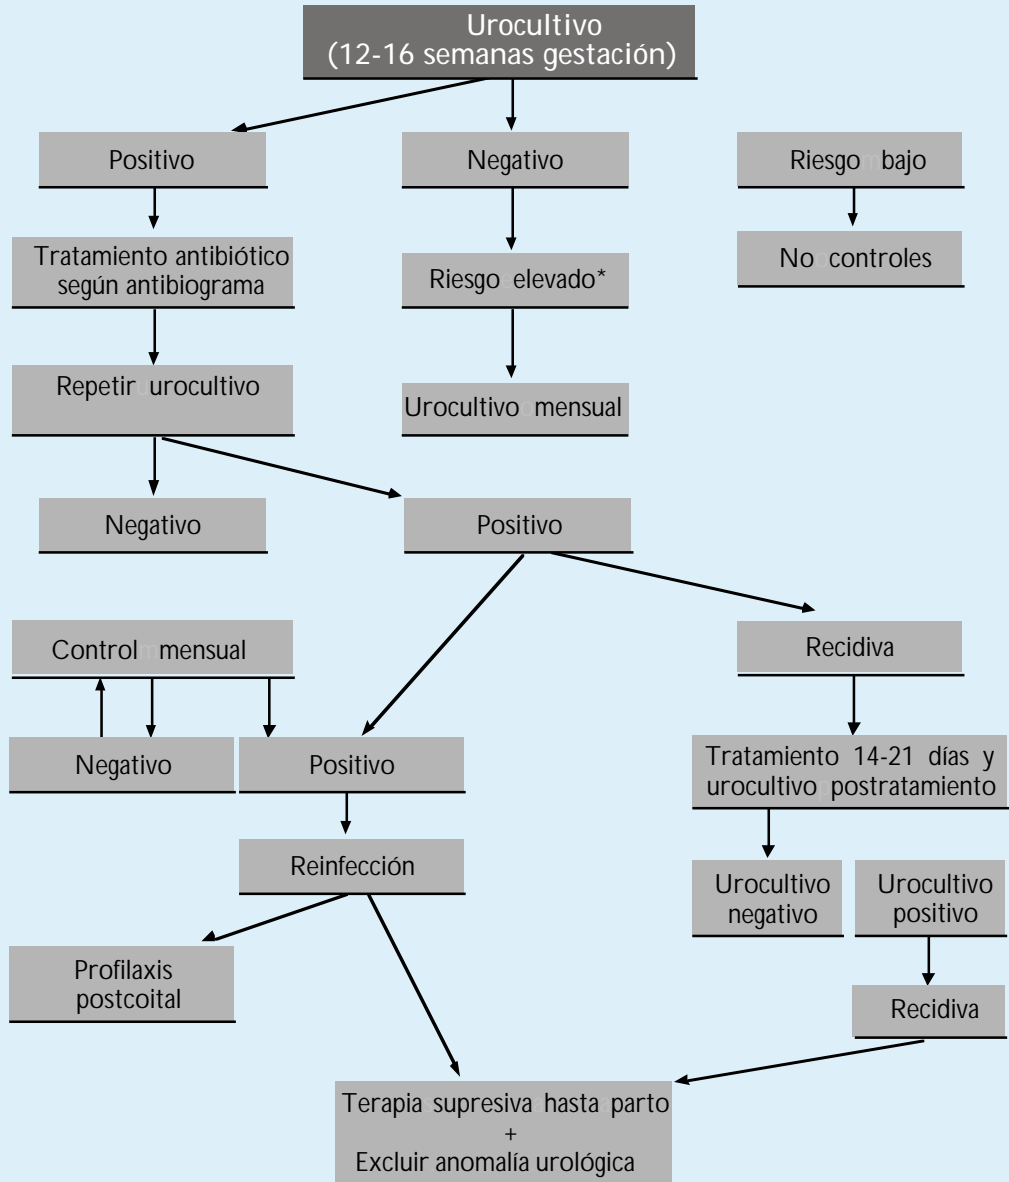 Urocultivo
(12-16 semanas gestación)
Positivo
Negativo
Riesgo bajo
Tratamiento antibiótico
según antibiograma
Riesgo elevado*
No controles
Repetir urocultivo
Urocultivo mensual
Negativo
Positivo
Control mensual
Recidiva
Negativo
Positivo
Tratamiento 14-21 días y
urocultivo postratamiento
Reinfección
Urocultivo
negativo
Urocultivo
positivo
Profilaxis
postcoital
Recidiva
Terapia supresiva hasta parto
+
Excluir anomalía urológica